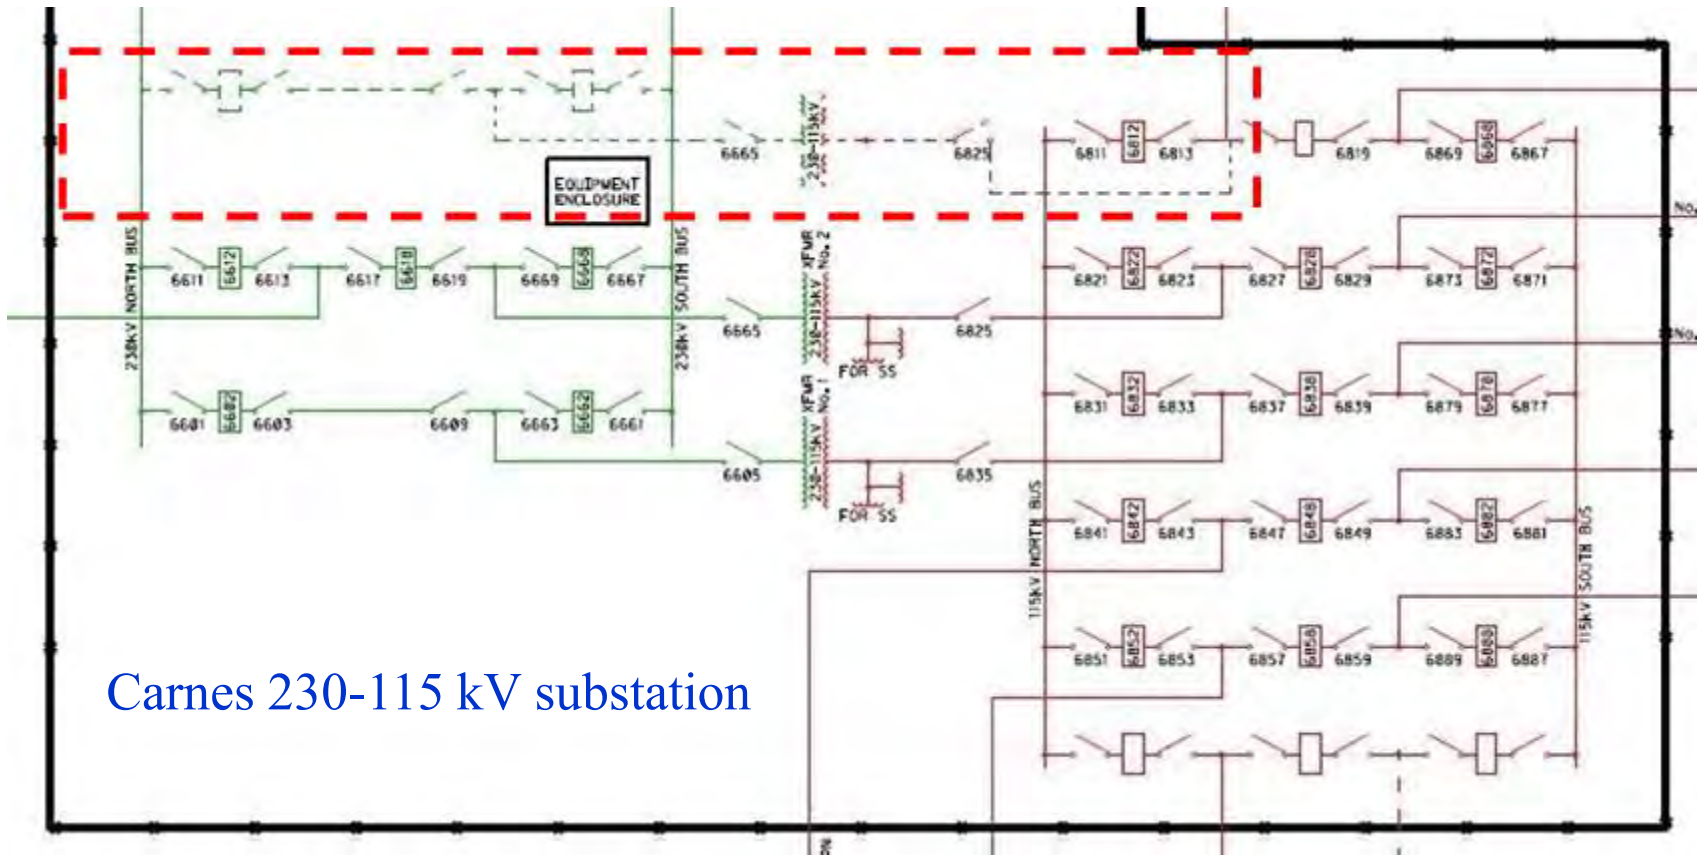 230-115kV
6665
6825
6811 6812 6813
6819
6869 6868 6867
EQUIPMENT
ENCLOSURE
No.
230kV NORTH BUS
6611 6612 6613
6617 6618 6619
6669 6668 6667
230kV SOUTH BUS
6665
230-115kV XFMR
No. 2
6825
FOR SS
6821 6822 6823
6827 6828 6829
6873 6872 6871
No.
6601 6602 6603
6609
6663 6662 6661
6605
230-115kV XFMR
No. 1
6835
FOR SS
6831 6832 6833
6837 6838 6839
6879 6878 6877
115kV NORTH BUS
6841 6842 6843
6847 6848 6849
6883 6882 6881
115kV SOUTH BUS
6851 6852 6853
6857 6858 6859
6889 6888 6887
Carnes 230-115 kV substation